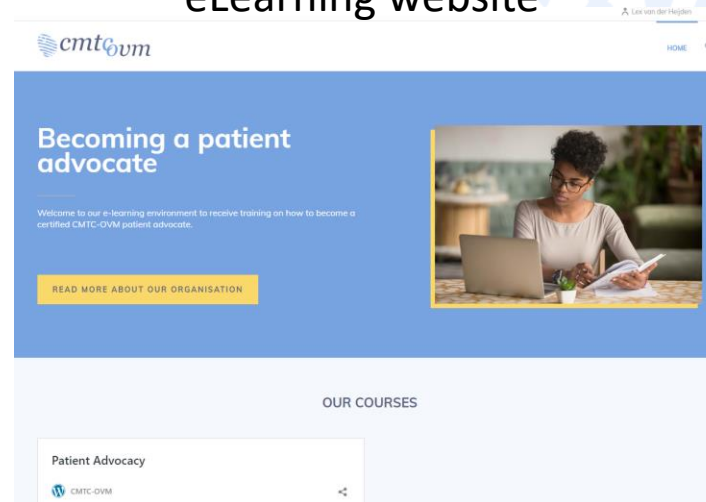 eLearning website
Lex van der Heijden
cmtc ovm
HOME
Becoming a patient
advocate
Welcome to our e-learning environment to receive training on how to become a
certified CMTC-OVM patient advocate.
READ MORE ABOUT OUR ORGANISATION
OUR COURSES
Patient Advocacy
CMTC-OVM